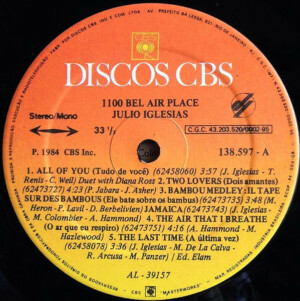 DISCOS CBS
1100 BEL AIR PLACE
JULIO IGLESIAS
Stereo/Mono
33 ⅓
C.G.C. 43.203.520/0002-95
P. 1984 CBS Inc.
138.597 - A
1. ALL OF YOU (Tudo de você) (62458060) 3:57 (J. Iglesias - T.
Renis - C. Weil) Duet with Diana Ross 2. TWO LOVERS (Dois amantes)
(62473727) 4:23 (P. Jabara - J. Asher) 3. BAMBOU MEDLEY: IL TAPE
SUR DES BAMBOUS (Ele bate sobre os bambus) (62473735) 3:48 (M.
Heron - P. Lavil - D. Berbelivien) JAMAICA (62473743) (J. Iglesias -
M. Colombier - A. Hammond) 4. THE AIR THAT I BREATHE
(O ar que eu respiro) (62473751) 4:01 (A. Hammond - M.
Hazlewood) 5. THE LAST TIME (A última vez)
(62458078) 3:36 (J. Iglesias - M. De La Calva -
R. Arcusa - M. Panzer) Ed. Elam
AL - 39157